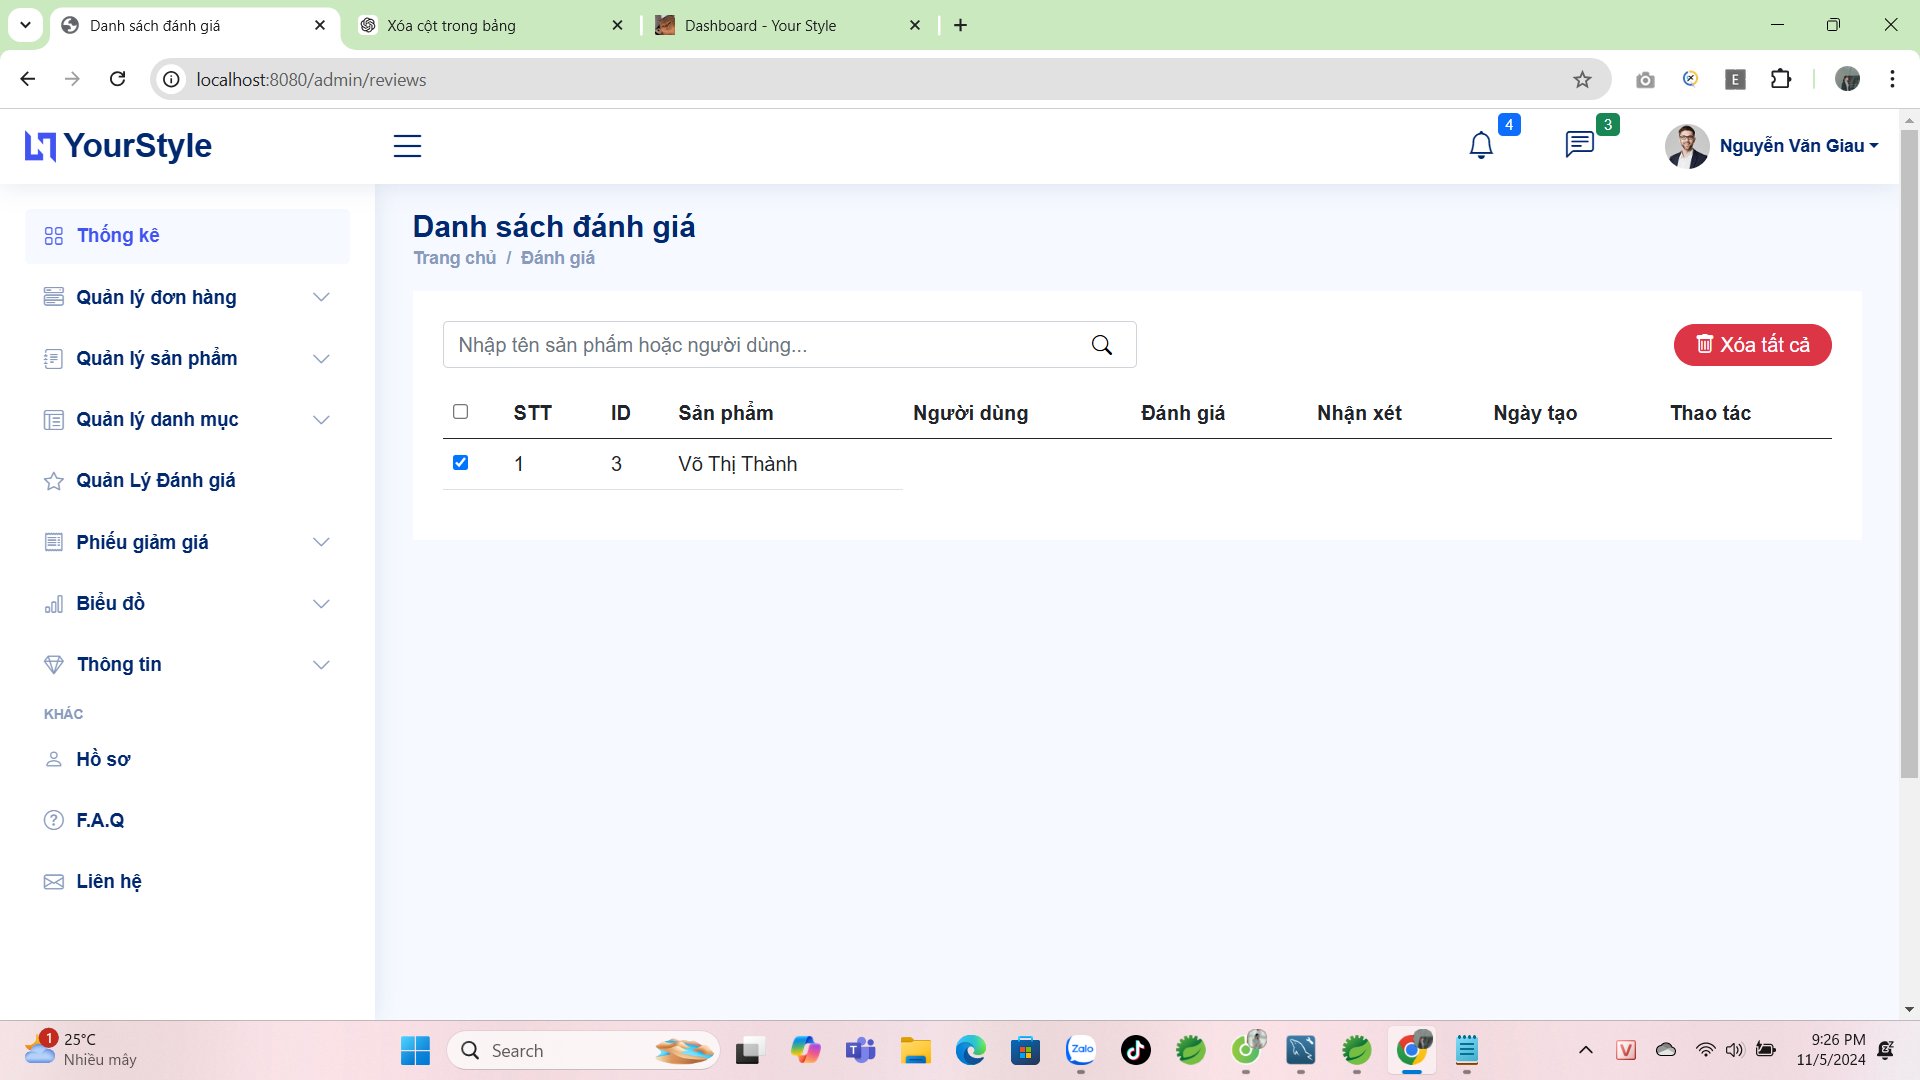 Danh sách đánh giá
Xóa cột trong bảng
Dashboard - Your Style
localhost:8080/admin/reviews
E
YourStyle
4
3
Nguyễn Văn Giau
Thống kê
Quản lý đơn hàng
Quản lý sản phẩm
Quản lý danh mục
Quản Lý Đánh giá
Phiếu giảm giá
Biểu đồ
Thông tin
KHÁC
Hồ sơ
F.A.Q
Liên hệ
Danh sách đánh giá
Trang chủ / Đánh giá
Nhập tên sản phẩm hoặc người dùng...
Xóa tất cả
STT ID Sản phẩm Người dùng Đánh giá Nhận xét Ngày tạo Thao tác
1 3 Võ Thị Thành
1
25°C
Nhiều mây
Search
Zalo
V
9:26 PM
11/5/2024